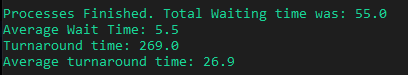 Processes Finished. Total Waiting time was: 55.0
Average Wait Time: 5.5
Turnaround time: 269.0
Average turnaround time: 26.9